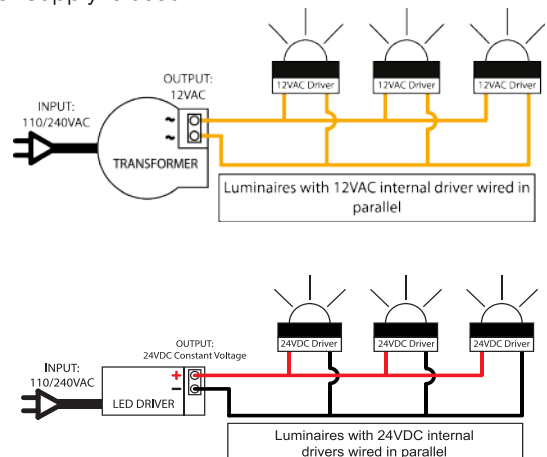 OUTPUT:
12VAC
INPUT:
110/240VAC
~
~
TRANSFORMER
12VAC Driver
12VAC Driver
12VAC Driver
Luminaires with 12VAC internal driver wired in
parallel
OUTPUT:
24VDC Constant Voltage
INPUT:
110/240VAC
+
−
LED DRIVER
24VDC Driver
24VDC Driver
24VDC Driver
Luminaires with 24VDC internal
drivers wired in parallel